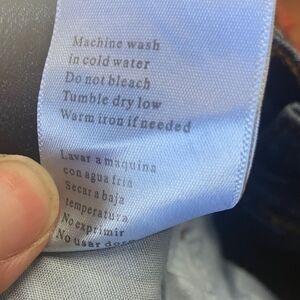 Machine wash
in cold water
Do not bleach
Tumble dry low
Warm iron if needed
Lavar a maquina
con agua fria
Secar a baja
temperatura
No exprimir
No usar